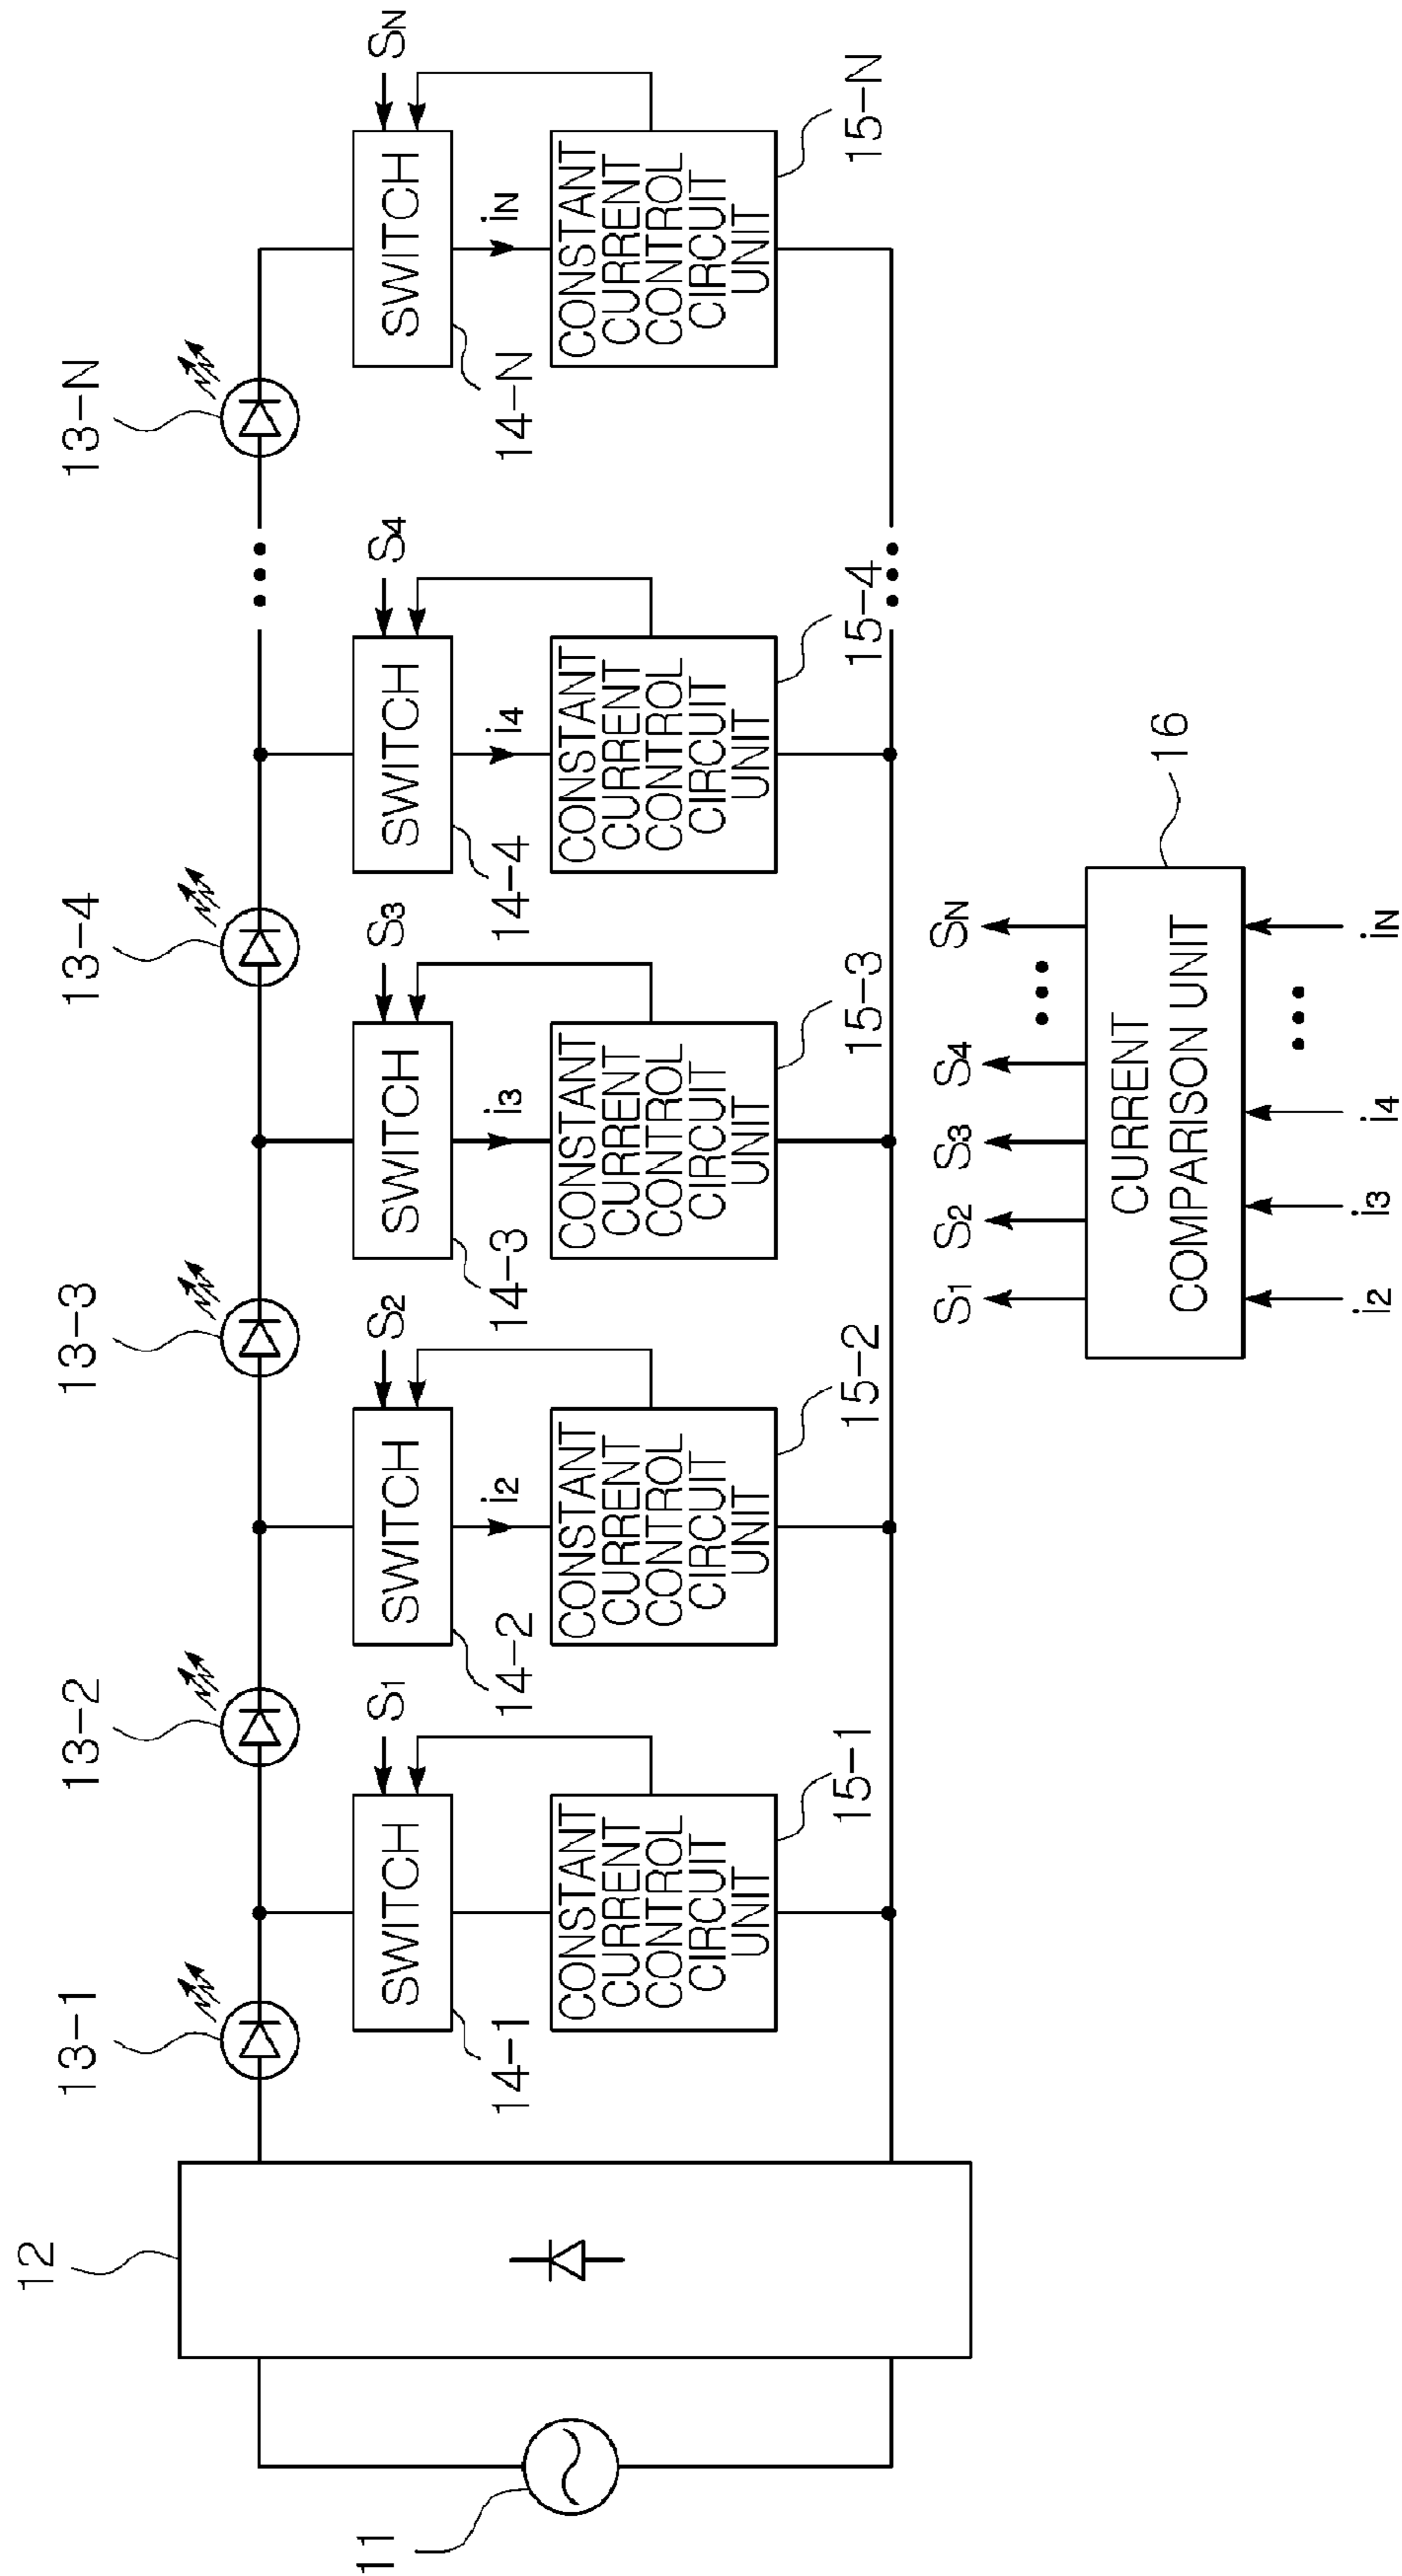 13-1
13-2
13-3
13-4
13-N
12
11
S1
S2
S3
S4
SN
SWITCH
SWITCH
SWITCH
SWITCH
SWITCH
14-1
14-2
14-3
14-4
14-N
i2
i3
i4
iN
CONSTANT
CURRENT
CONTROL
CIRCUIT
UNIT
CONSTANT
CURRENT
CONTROL
CIRCUIT
UNIT
CONSTANT
CURRENT
CONTROL
CIRCUIT
UNIT
CONSTANT
CURRENT
CONTROL
CIRCUIT
UNIT
CONSTANT
CURRENT
CONTROL
CIRCUIT
UNIT
15-1
15-2
15-3
15-4
15-N
S1
S2
S3
S4
SN
CURRENT
COMPARISON UNIT
16
i2
i3
i4
iN